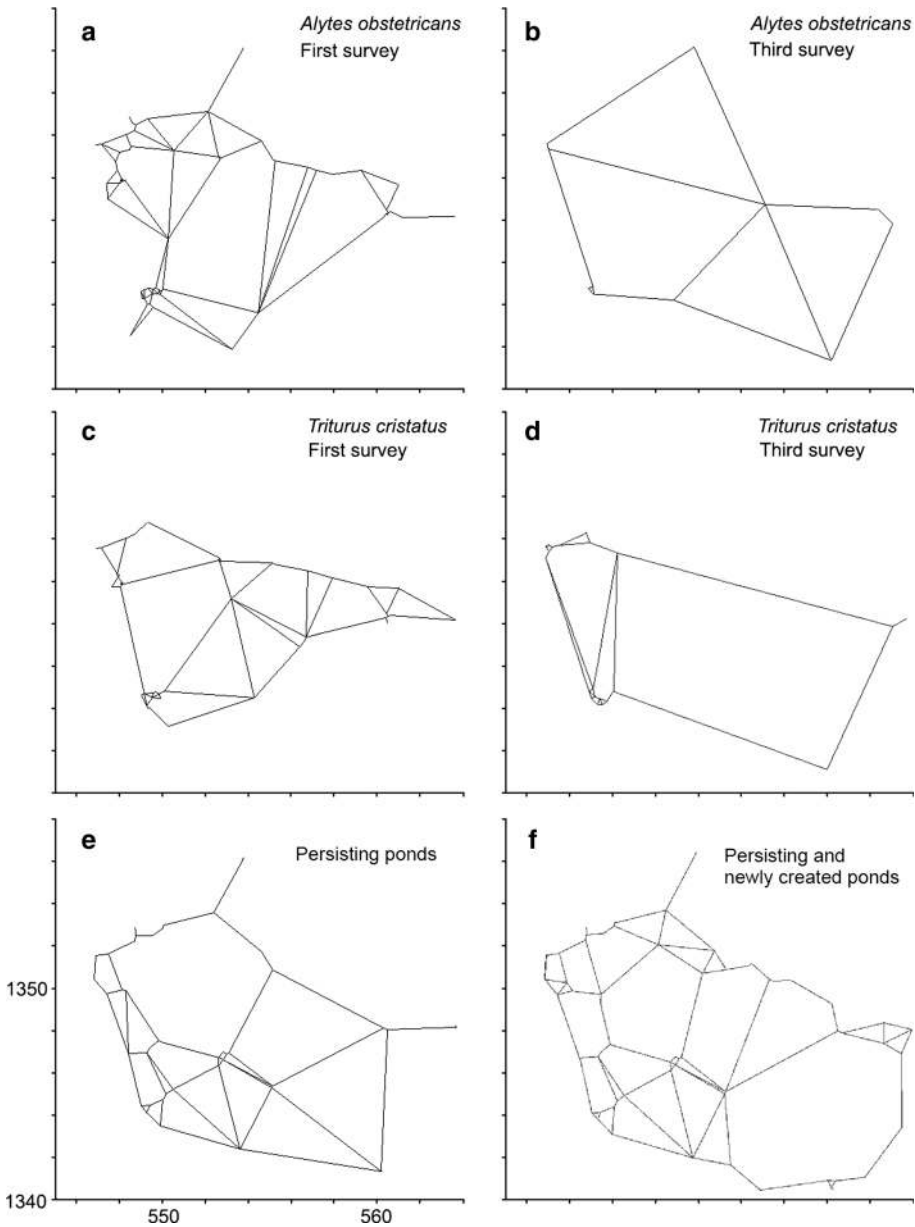 a
Alytes obstetricans
First survey
b
Alytes obstetricans
Third survey
c
Triturus cristatus
First survey
d
Triturus cristatus
Third survey
e
Persisting ponds
f
Persisting and
newly created ponds
1350
1340
550
560